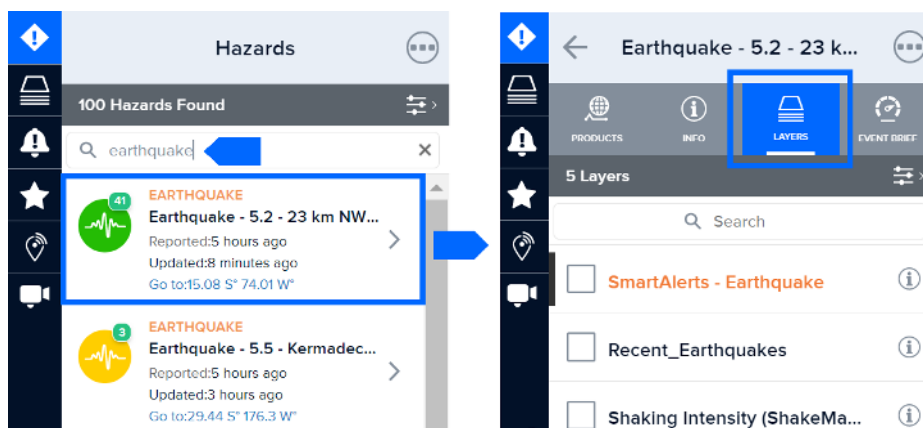 Hazards
100 Hazards Found
earthquake
41
EARTHQUAKE
Earthquake - 5.2 - 23 km NW...
Reported:5 hours ago
Updated:8 minutes ago
Go to:15.08 S° 74.01 W°
3
EARTHQUAKE
Earthquake - 5.5 - Kermadec...
Reported:5 hours ago
Updated:3 hours ago
Go to:29.44 S° 176.3 W°
Earthquake - 5.2 - 23 k...
PRODUCTS
INFO
LAYERS
EVENT BRIEF
5 Layers
Search
SmartAlerts - Earthquake
Recent_Earthquakes
Shaking Intensity (ShakeMa...